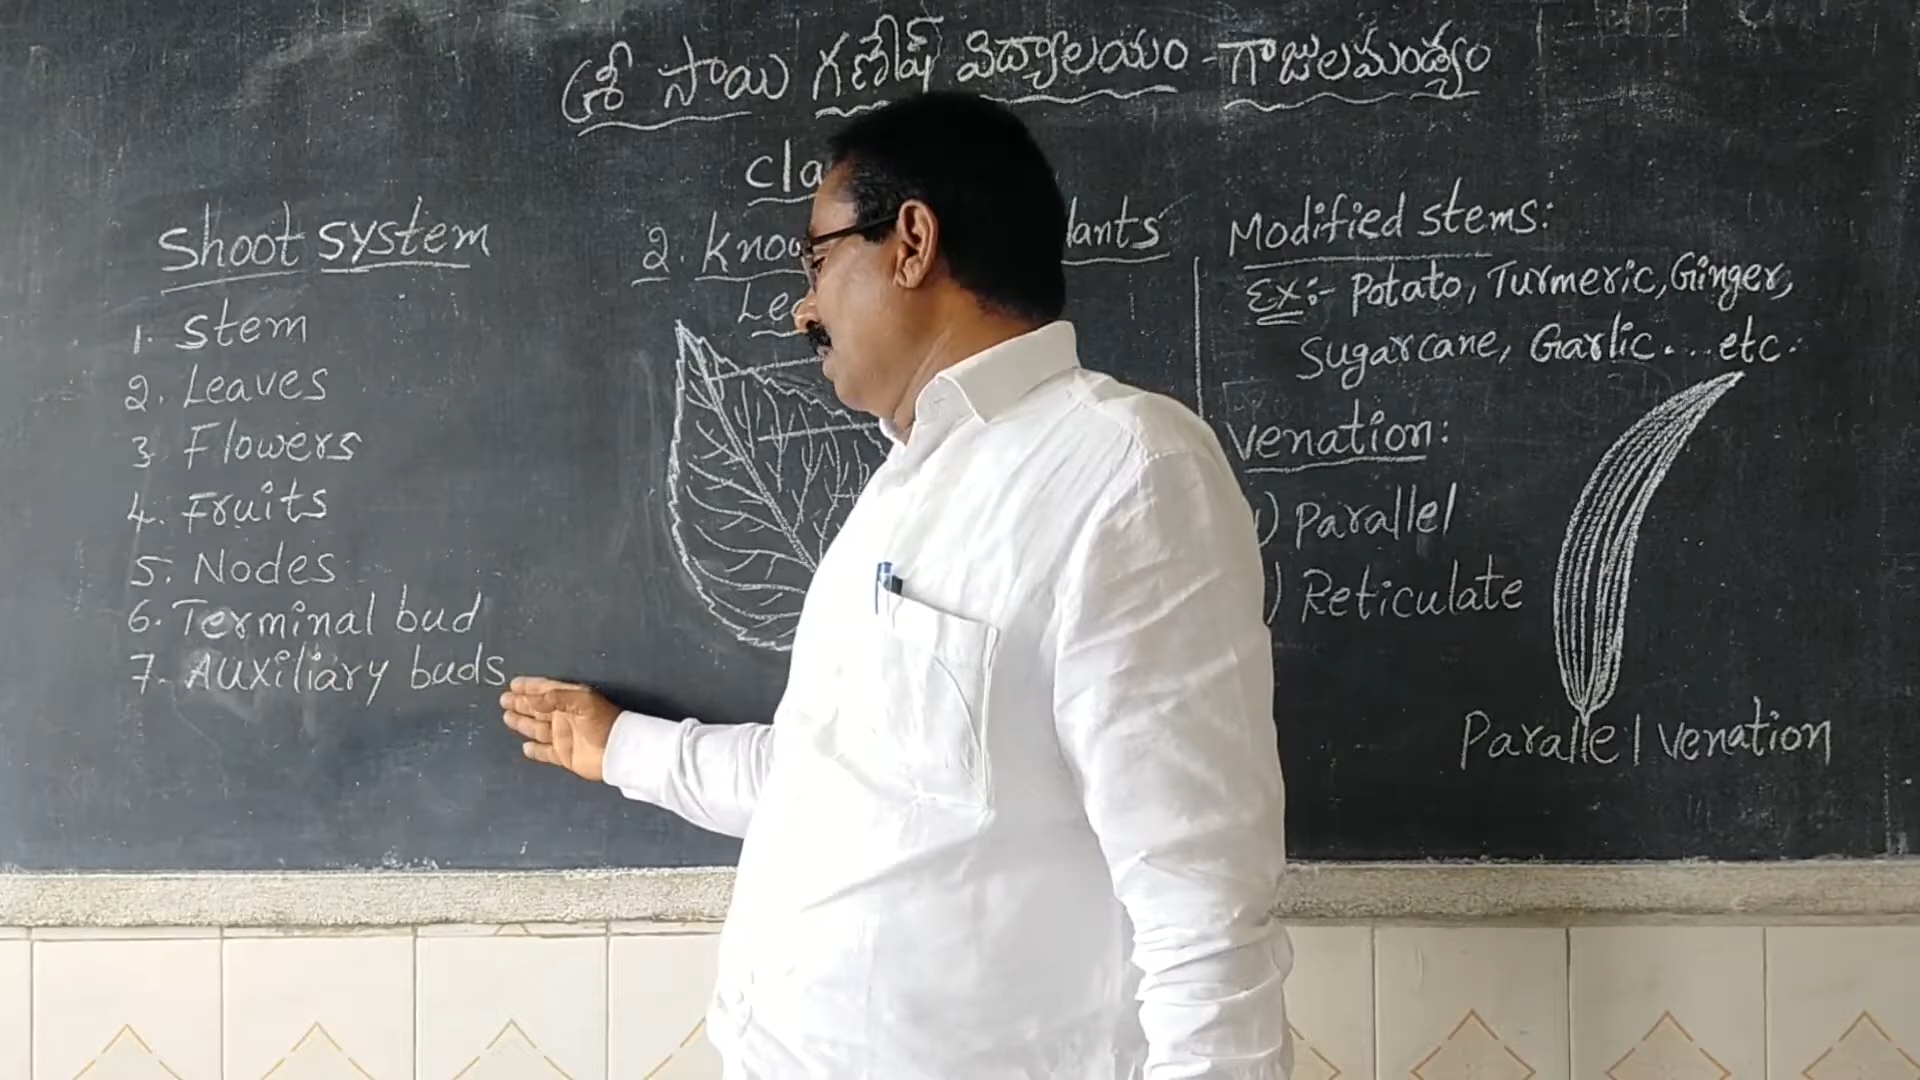 శ్రీ సాయి గణేష్ విద్యాలయం - గాజులమండ్యం
Shoot system
1. Stem
2. Leaves
3 Flowers
4. Fruits
5. Nodes
6. Terminal bud
7. Auxiliary buds
2.
Modified stems:
Ex:- Potato, Turmeric, Ginger,
Sugarcane, Garlic....etc.
Venation:
) Parallel
) Reticulate
Parallel Venation